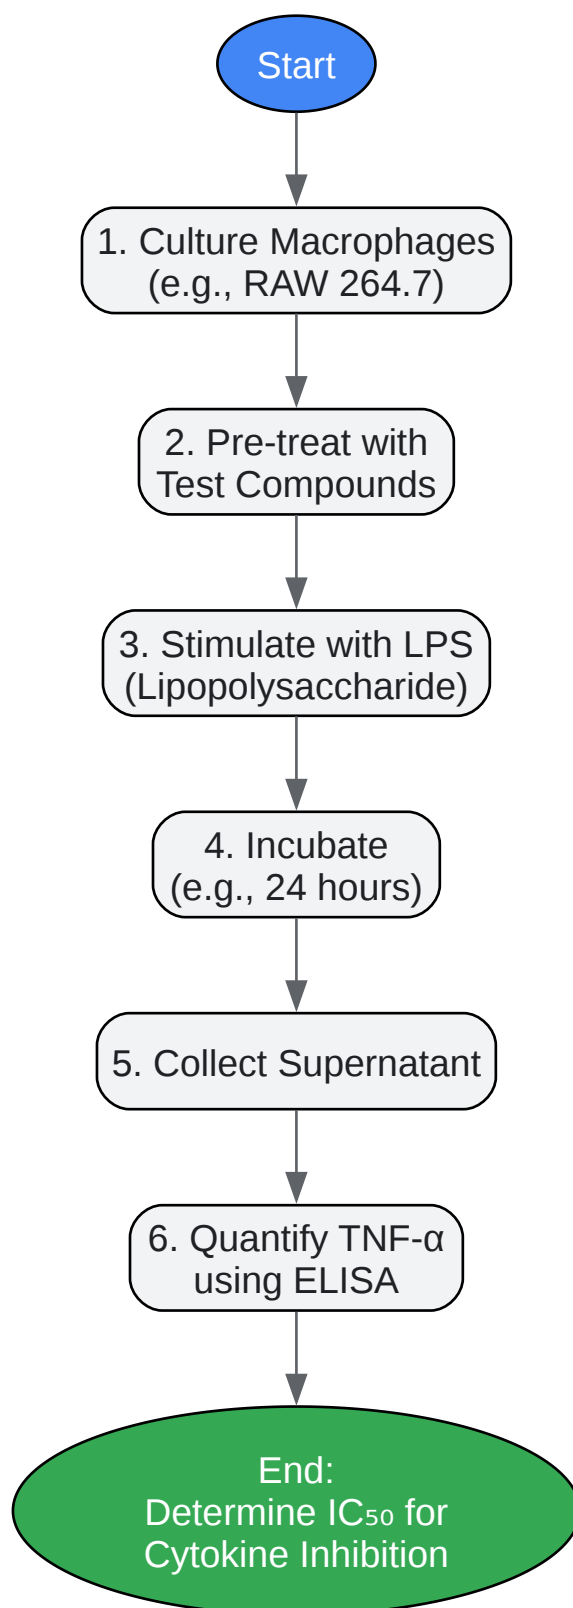 Start
1. Culture Macrophages
(e.g., RAW 264.7)
2. Pre-treat with
Test Compounds
3. Stimulate with LPS
(Lipopolysaccharide)
4. Incubate
(e.g., 24 hours)
5. Collect Supernatant
6. Quantify TNF-α
using ELISA
End:
Determine IC₅₀ for
Cytokine Inhibition